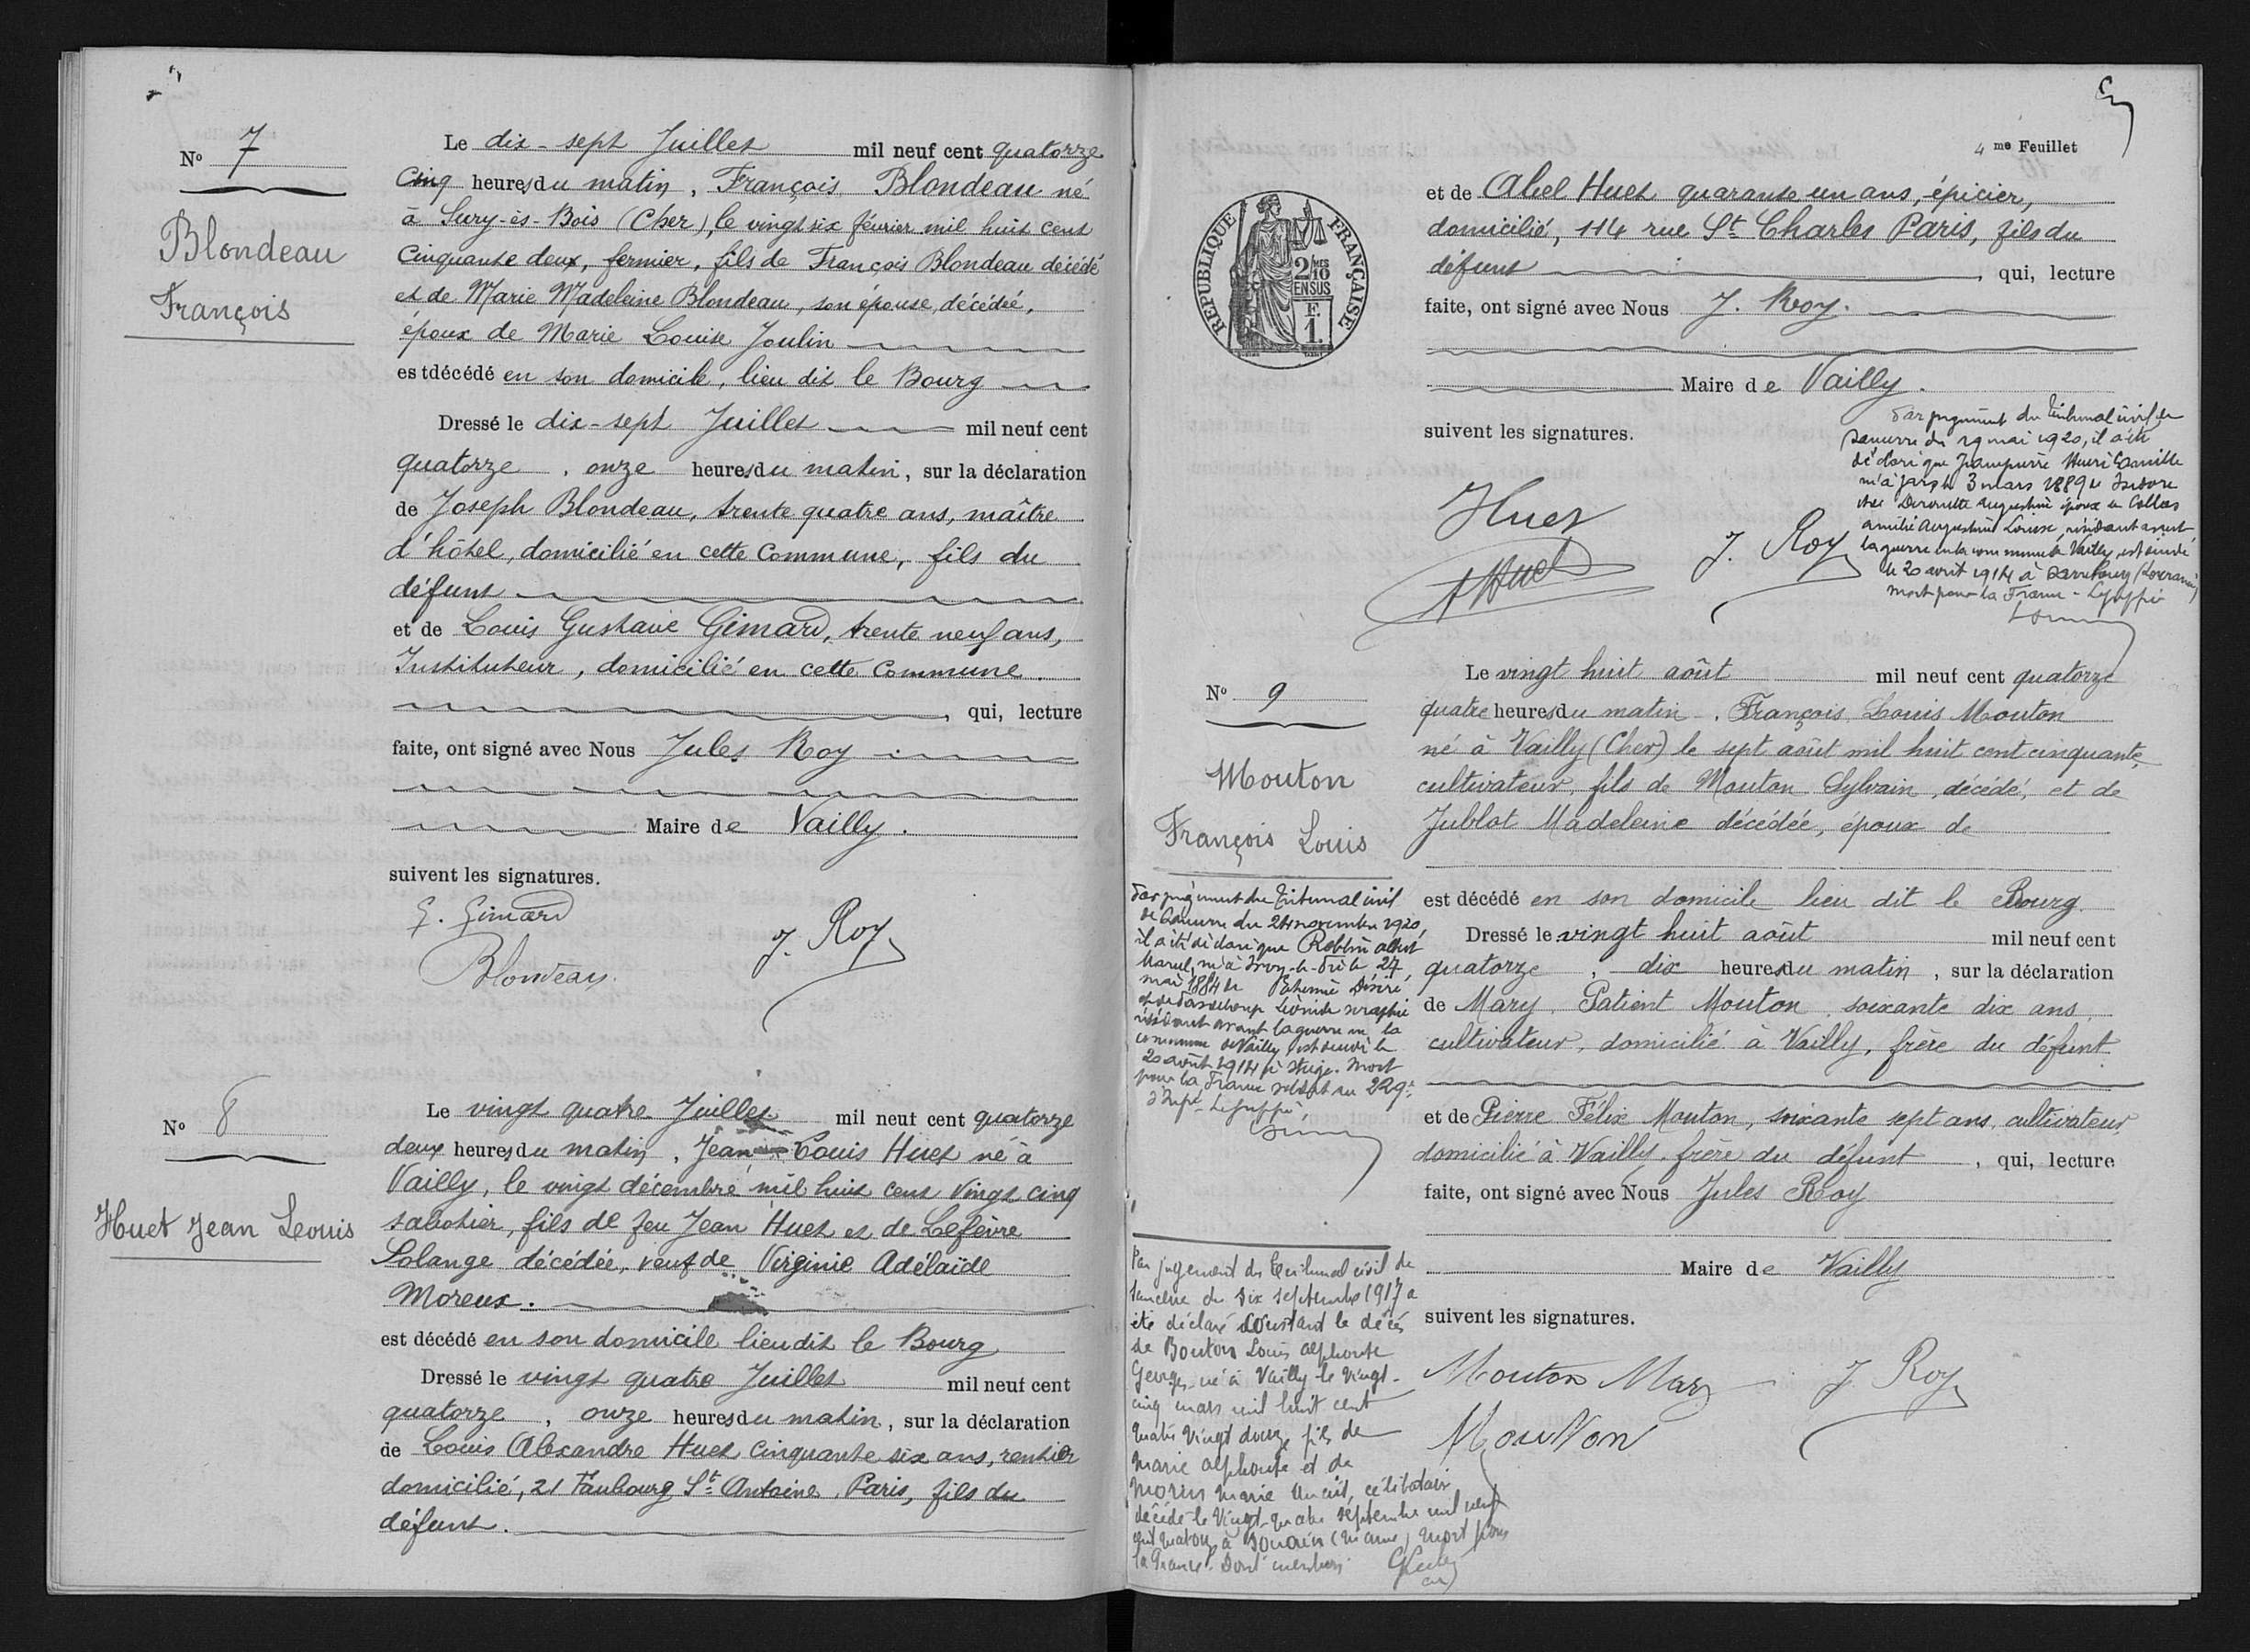 N° 7
Blondeau
François
Le dix-sept Juillet mil neuf cent quatorze
Cinq heures du matin, François Blondeau né
à Sury-ès-Bois (Cher), le vingt six février mil huit cent
Cinquante deux, fermier, fils de François Blondeau décédé
et de Marie Madeleine Blondeau, son épouse, décédée,
époux de Marie Louise Joulin
est décédé en son domicile, lieu dit le Bourg
Dressé le dix-sept Juillet mil neuf cent
quatorze, onze heures du matin, sur la déclaration
de Joseph Blondeau, trente quatre ans, maître
d'hôtel, domicilié en cette Commune, fils du
défunt
et de Louis Gustave Gimard, trente neuf ans,
Instituteur, domicilié en cette Commune
, qui, lecture
faite, ont signé avec Nous Jules Roy
Maire de Vailly.
suivent les signatures.
G. Gimard
Blondeau
J. Roy
N° 8
Huet Jean Louis
Le vingt quatre Juillet mil neuf cent quatorze
deux heures du matin, Jean Louis Huet né à
Vailly, le vingt décembre mil huit cent vingt cinq
sabotier, fils de feu Jean Huet et de Lefèvre
Solange décédée, veuf de Virginie Adélaïde
Moreux.
est décédé en son domicile lieu dit le Bourg
Dressé le vingt quatre Juillet mil neuf cent
quatorze, onze heures du matin, sur la déclaration
de Louis Alexandre Huet cinquante six ans, rentier
domicilié, 21 Faubourg St Antoine, Paris, fils du
défunt.
4me Feuillet
REPUBLIQUE FRANÇAISE
2/10MES
EN SUS
F.
1.
et de Abel Huet quarante un ans, épicier,
domicilié, 114 rue St Charles Paris, fils du
défunt, qui, lecture
faite, ont signé avec Nous J. Roy.
Maire de Vailly.
suivent les signatures.
Huet
A Huet
J. Roy
Par jugement du Tribunal civil de
Sancerre du 19 mai 1920, il a été
déclaré que Henri Camille
né à Jars le 3 mars 1889 de Isidore
et de Augustine époux de
Augustine Louise, résidant avant
la guerre en la commune de Vailly, est décédé
le 20 août 1914 à Sarrebourg (Lorraine)
mort pour la France - Le greffier
N° 9
Mouton
François Louis
Le vingt huit août mil neuf cent quatorze
quatre heures du matin, François Louis Mouton
né à Vailly (Cher) le sept août mil huit cent cinquante,
cultivateur, fils de Mouton Sylvain, décédé, et de
Jublot Madeleine décédée, époux de
est décédé en son domicile lieu dit le Bourg.
Dressé le vingt huit août mil neuf cent
quatorze, dix heures du matin, sur la déclaration
de Mary Patient Mouton, soixante dix ans,
cultivateur, domicilié à Vailly, frère du défunt
et de Pierre Félix Mouton, soixante sept ans, cultivateur,
domicilié à Vailly, frère du défunt, qui, lecture
faite, ont signé avec Nous Jules Roy
Maire de Vailly
suivent les signatures.
Mouton Mary
J. Roy
Mouton
Par jugement du Tribunal civil
de Sancerre du 24 novembre 1920,
il a été déclaré que Robbin Albert
Marcel, né à Ivoy-le-Pré le 27
mai 1884 de Désiré
et de Léonide
résidant avant la guerre en la
commune de Vailly, est décédé le
20 août 1914 à Mort
pour la France soldat au
d'Infie - Le greffier,
Par jugement du Tribunal civil de
Sancerre du dix septembre 1917 a
été déclaré constant le décès
de Bouton Louis Alphonse
Georges né à Vailly le vingt-
cinq mars mil huit cent
quatre vingt douze fils de
Marie Alphonse et de
Morin Marie, célibataire
décédé le vingt-quatre septembre mil neuf
cent quatorze à (Marne) mort pour
la France. Dont mention.